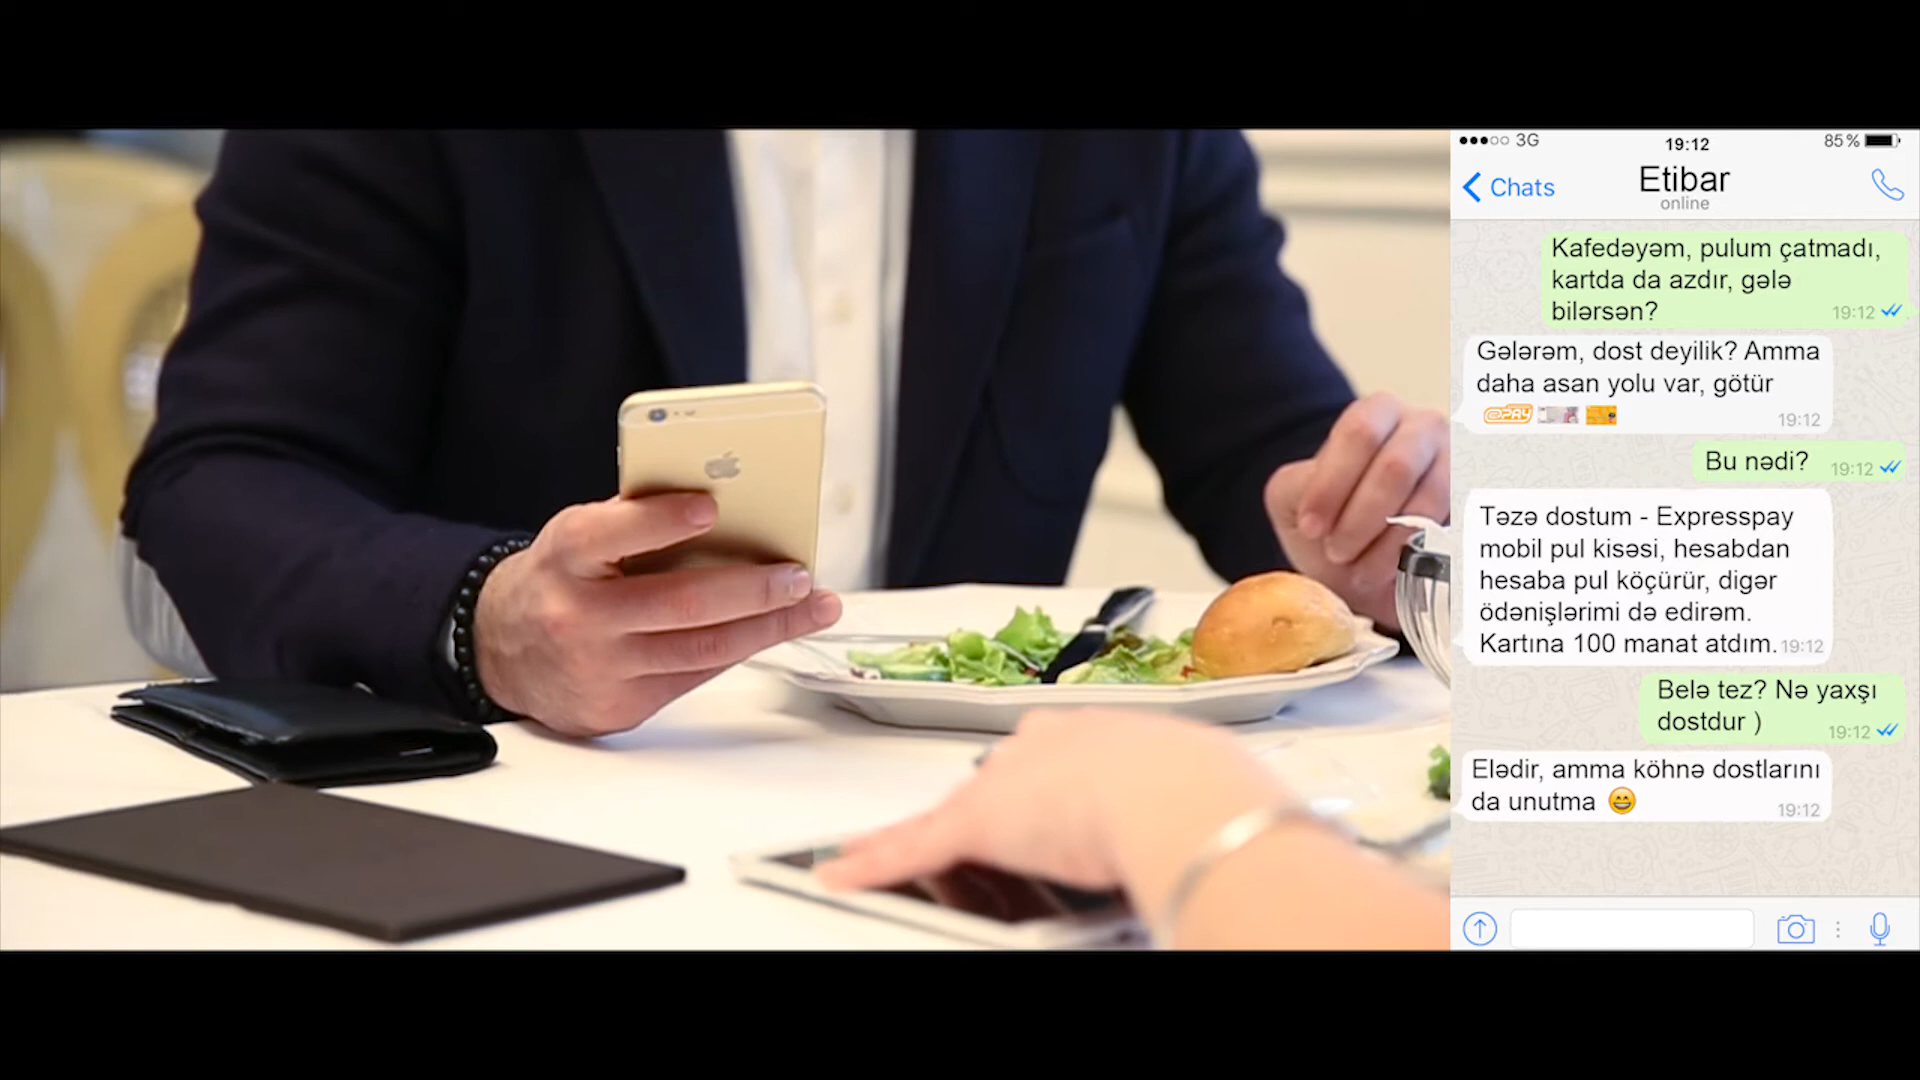 3G
19:12
85%
Chats
Etibar
online
Kafedəyəm, pulum çatmadı,
kartda da azdır, gələ
bilərsən?
19:12
Gələrəm, dost deyilik? Amma
daha asan yolu var, götür
@PAY
19:12
Bu nədi?
19:12
Təzə dostum - Expresspay
mobil pul kisəsi, hesabdan
hesaba pul köçürür, digər
ödənişlərimi də edirəm.
Kartına 100 manat atdım.
19:12
Belə tez? Nə yaxşı
dostdur )
19:12
Elədir, amma köhnə dostlarını
da unutma 😄
19:12